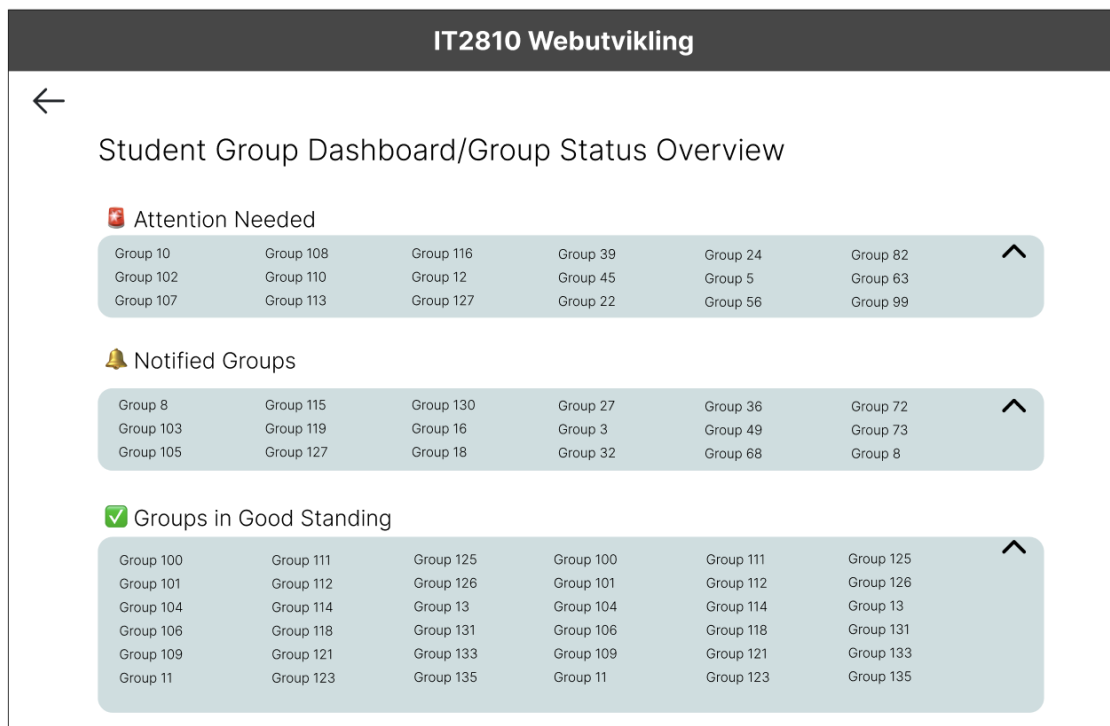 IT2810 Webutvikling
Student Group Dashboard/Group Status Overview
Attention Needed
Group 10 Group 108 Group 116 Group 39 Group 24 Group 82
Group 102 Group 110 Group 12 Group 45 Group 5 Group 63
Group 107 Group 113 Group 127 Group 22 Group 56 Group 99
Notified Groups
Group 8 Group 115 Group 130 Group 27 Group 36 Group 72
Group 103 Group 119 Group 16 Group 3 Group 49 Group 73
Group 105 Group 127 Group 18 Group 32 Group 68 Group 8
Groups in Good Standing
Group 100 Group 111 Group 125 Group 100 Group 111 Group 125
Group 101 Group 112 Group 126 Group 101 Group 112 Group 126
Group 104 Group 114 Group 13 Group 104 Group 114 Group 13
Group 106 Group 118 Group 131 Group 106 Group 118 Group 131
Group 109 Group 121 Group 133 Group 109 Group 121 Group 133
Group 11 Group 123 Group 135 Group 11 Group 123 Group 135